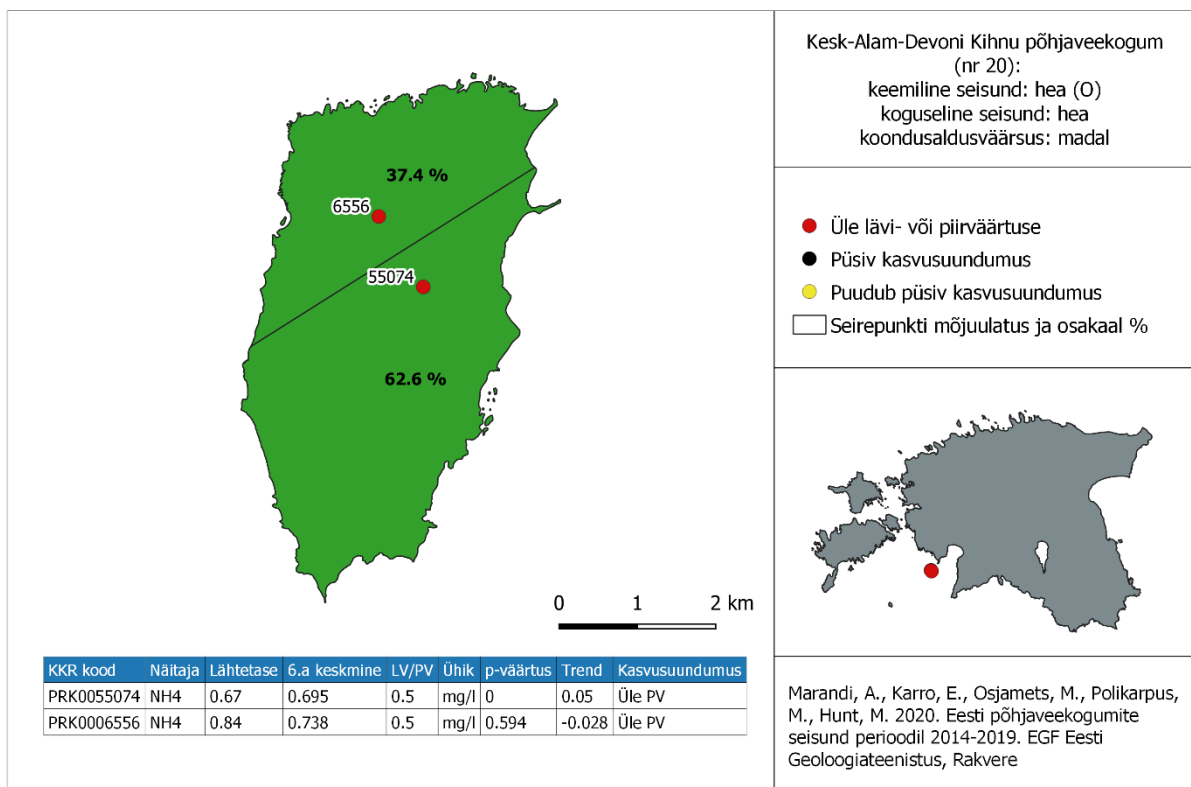 37.4 %
6556
55074
62.6 %
0 1 2 km
KKR kood Näitaja Lähtetase 6.a keskmine LV/PV Ühik p-väärtus Trend Kasvusuundumus
PRK0055074 NH4 0.67 0.695 0.5 mg/l 0 0.05 Üle PV
PRK0006556 NH4 0.84 0.738 0.5 mg/l 0.594 -0.028 Üle PV
Kesk-Alam-Devoni Kihnu põhjaveekogum
(nr 20):
keemiline seisund: hea (O)
koguseline seisund: hea
koondusaldusväärsus: madal
Üle lävi- või piirväärtuse
Püsiv kasvusuundumus
Puudub püsiv kasvusuundumus
Seirepunkti mõjuulatus ja osakaal %
Marandi, A., Karro, E., Osjamets, M., Polikarpus,
M., Hunt, M. 2020. Eesti põhjaveekogumite
seisund perioodil 2014-2019. EGF Eesti
Geoloogiateenistus, Rakvere